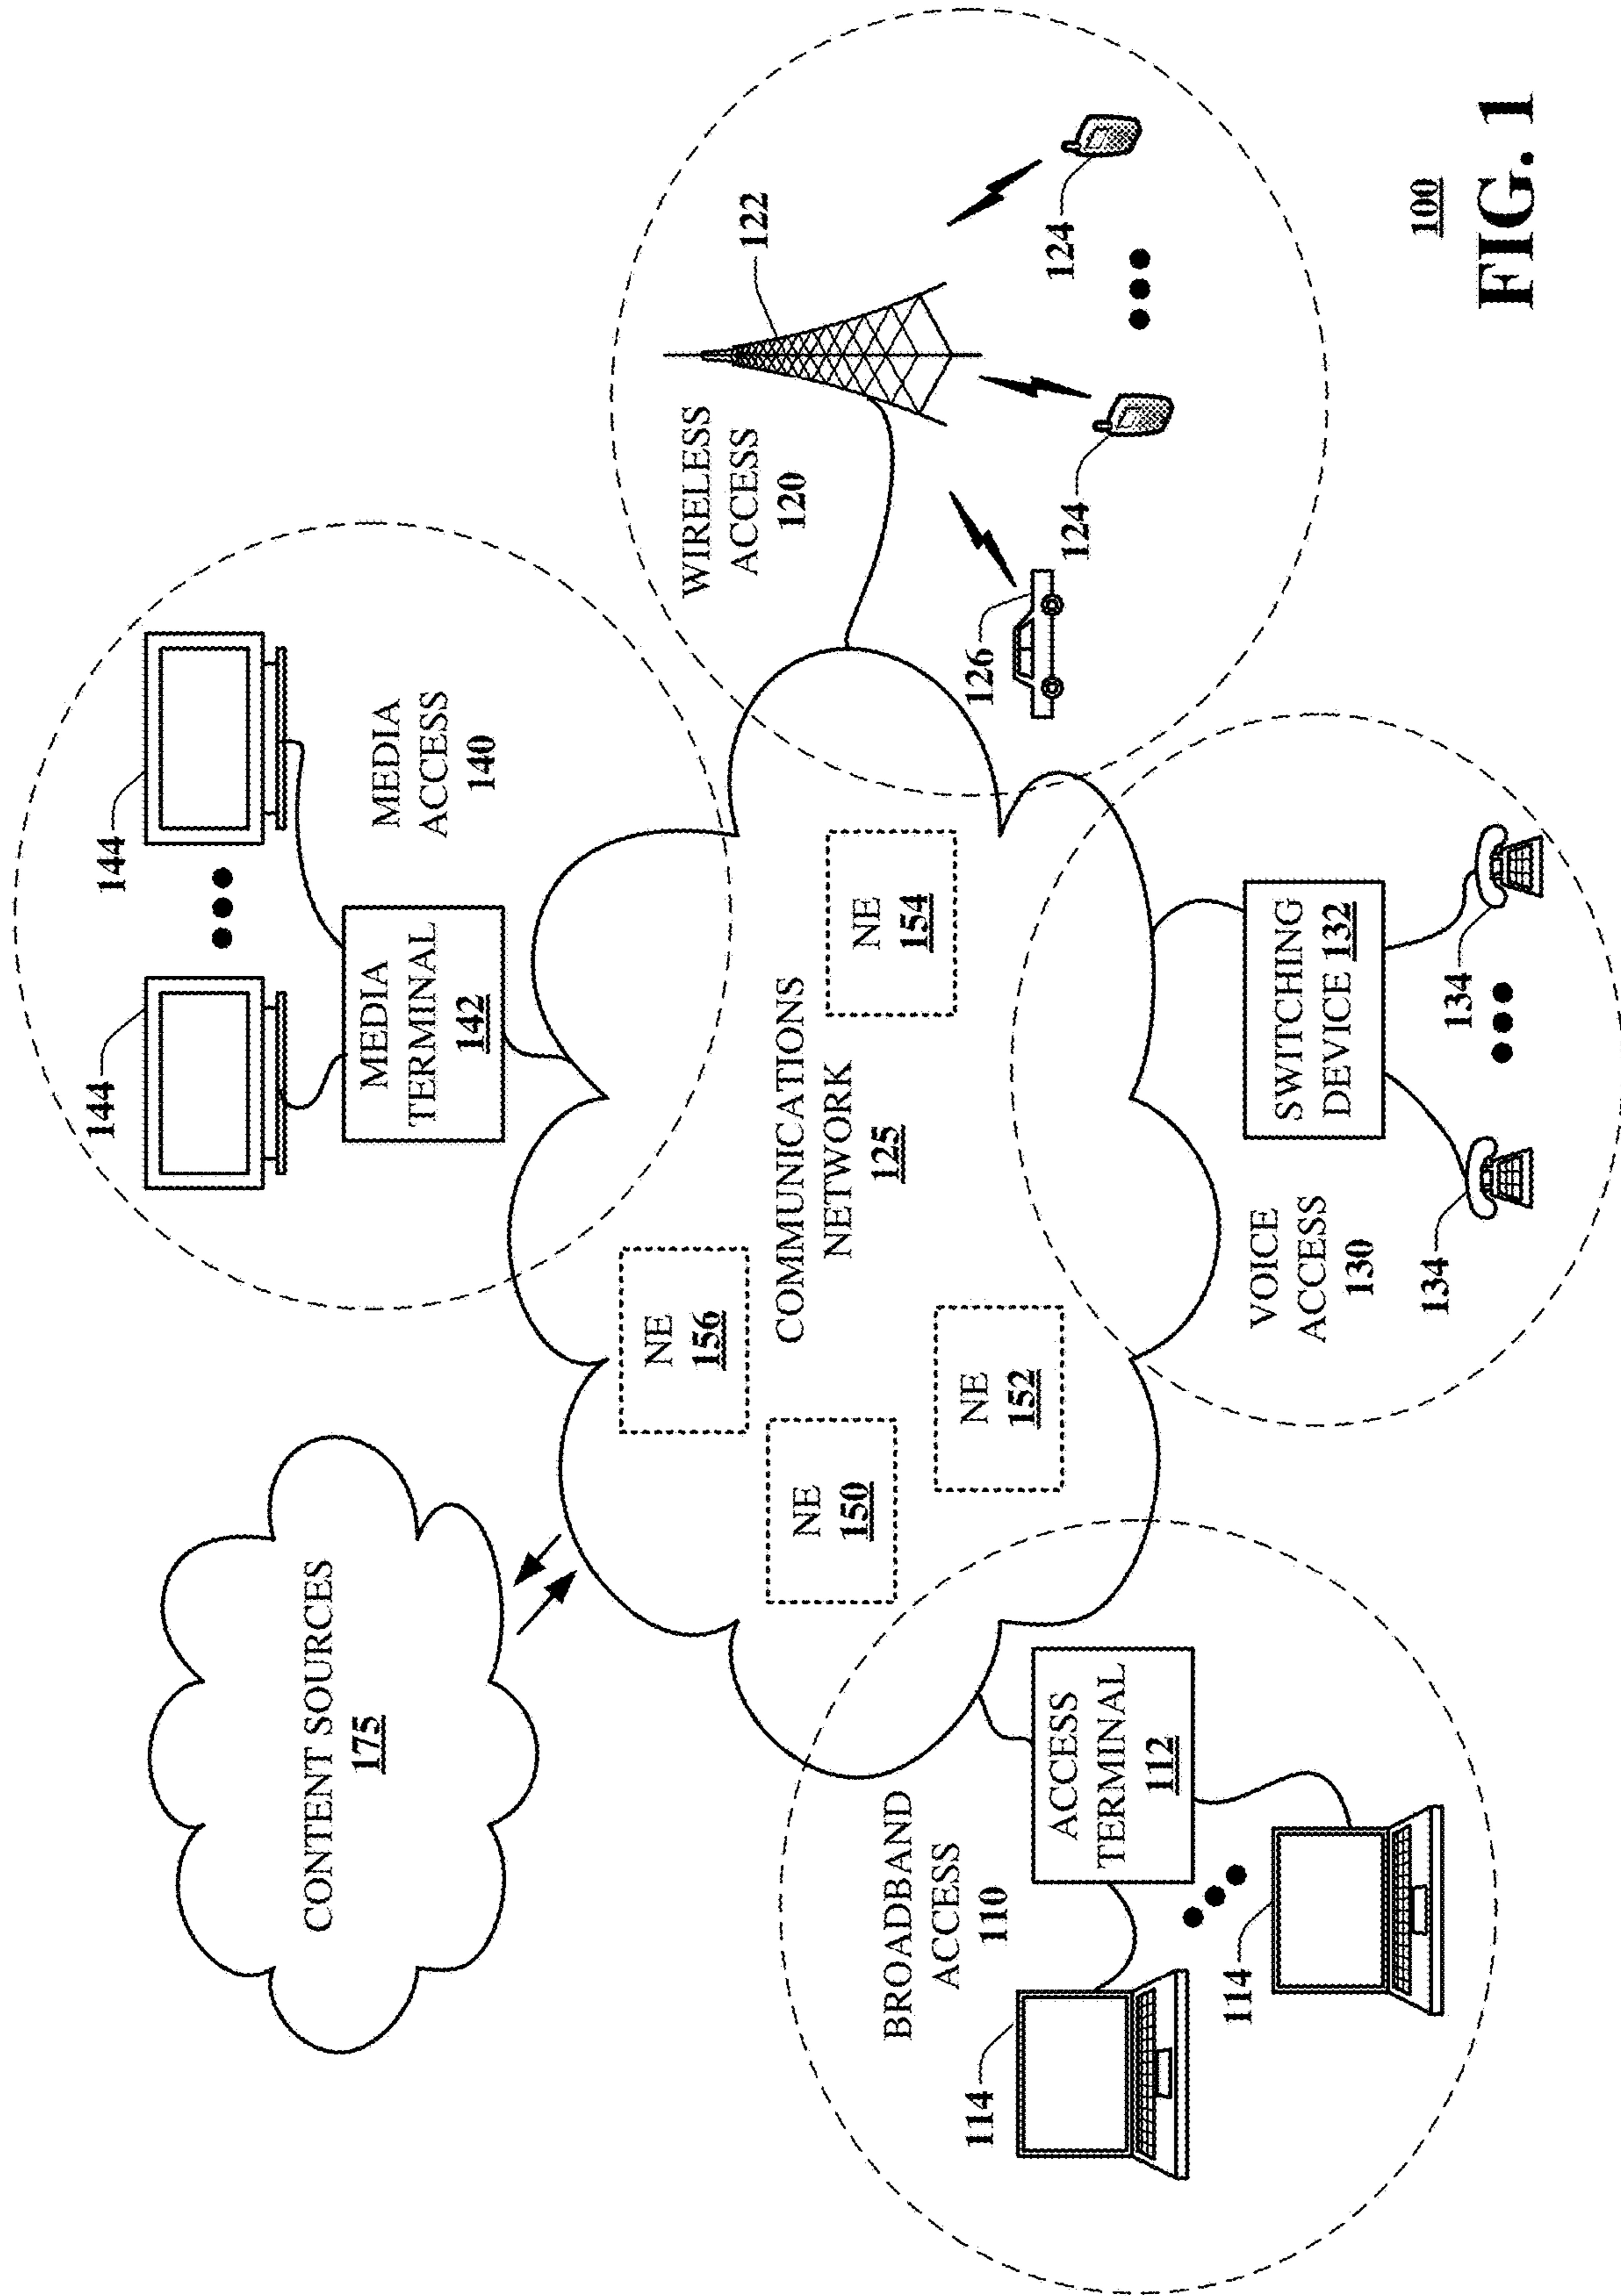 CONTENT SOURCES
175
144
144
MEDIA
TERMINAL
142
MEDIA
ACCESS
140
NE
156
NE
150
NE
152
COMMUNICATIONS
NETWORK
125
NE
154
WIRELESS
ACCESS
120
122
126
124
124
BROADBAND
ACCESS
110
ACCESS
TERMINAL
112
114
114
VOICE
ACCESS
130
SWITCHING
DEVICE 132
134
134
100
FIG. 1